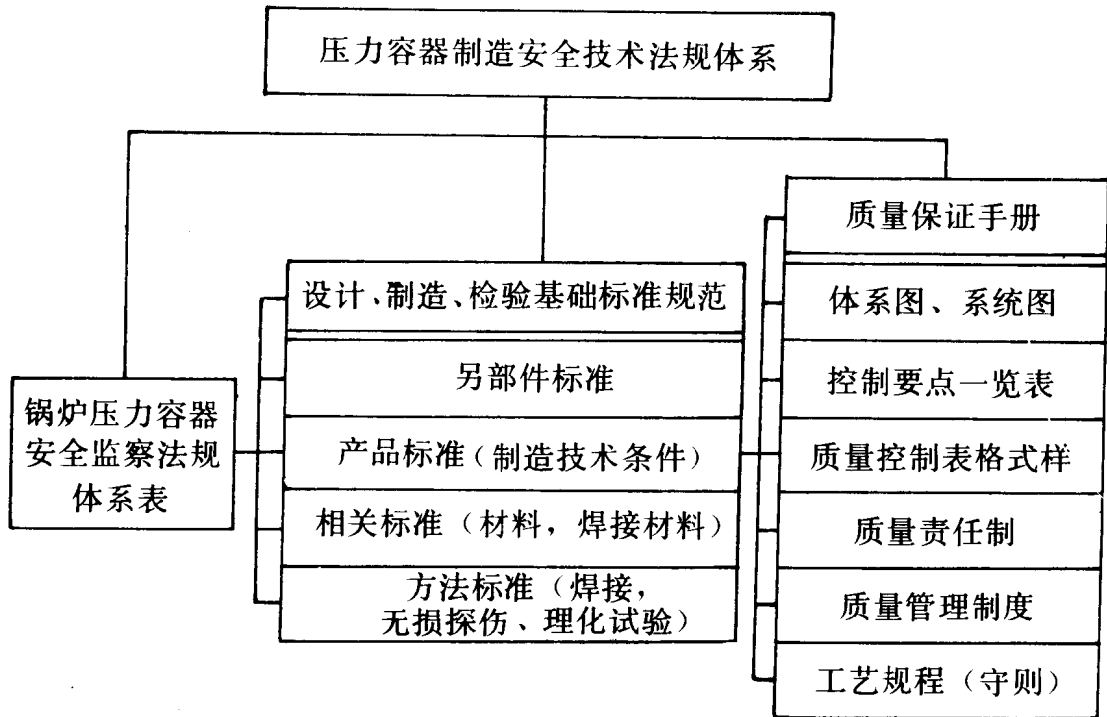 压力容器制造安全技术法规体系
锅炉压力容器
安全监察法规
体系表
设计、制造、检验基础标准规范
另部件标准
产品标准（制造技术条件）
相关标准（材料，焊接材料）
方法标准（焊接，
无损探伤、理化试验）
质量保证手册
体系图、系统图
控制要点一览表
质量控制表格式样
质量责任制
质量管理制度
工艺规程（守则）